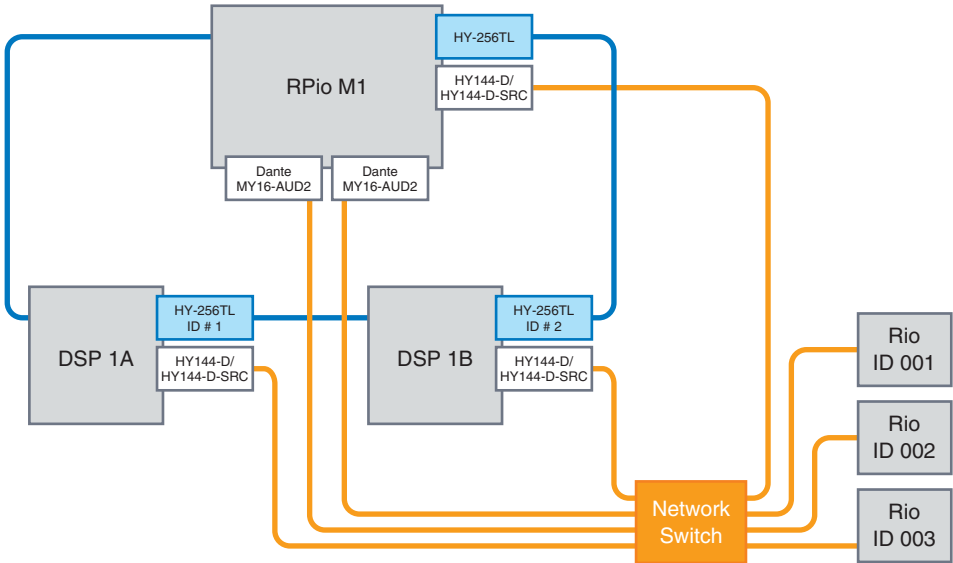 HY-256TL
RPio M1
HY144-D/
HY144-D-SRC
Dante
MY16-AUD2
Dante
MY16-AUD2
DSP 1A
HY-256TL
ID # 1
HY144-D/
HY144-D-SRC
DSP 1B
HY-256TL
ID # 2
HY144-D/
HY144-D-SRC
Rio
ID 001
Rio
ID 002
Rio
ID 003
Network
Switch